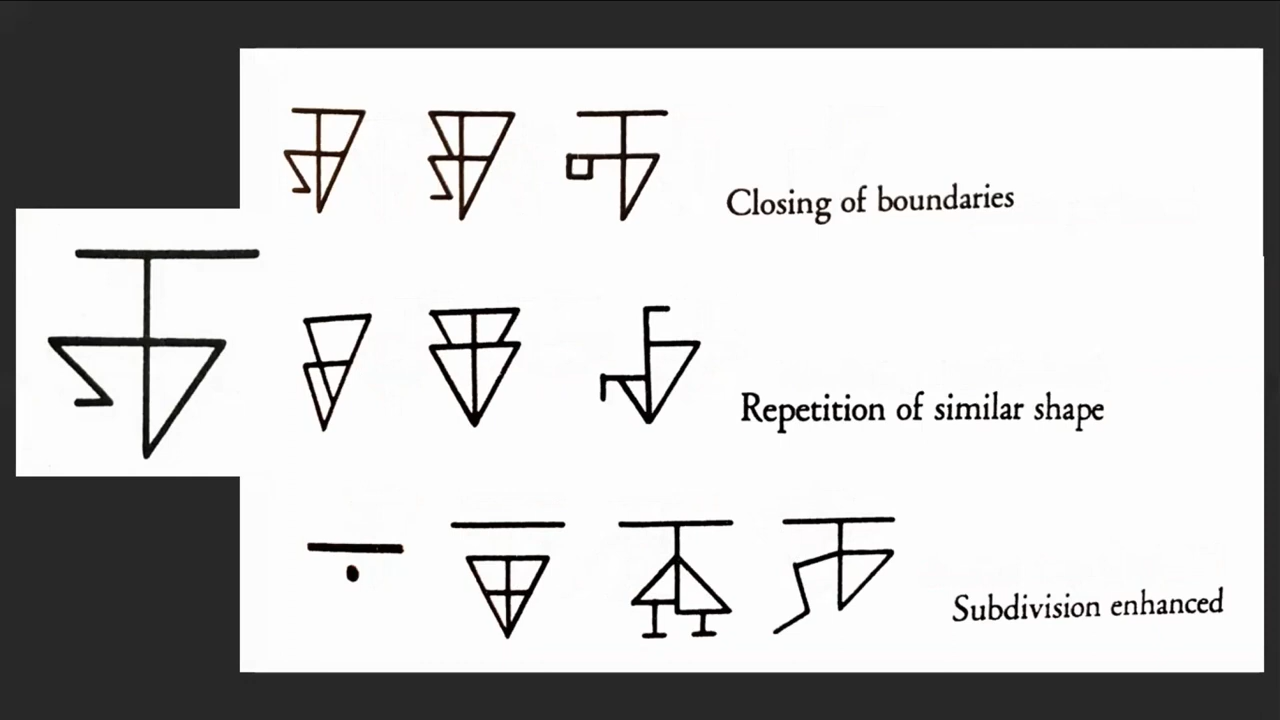 Closing of boundaries
Repetition of similar shape
Subdivision enhanced